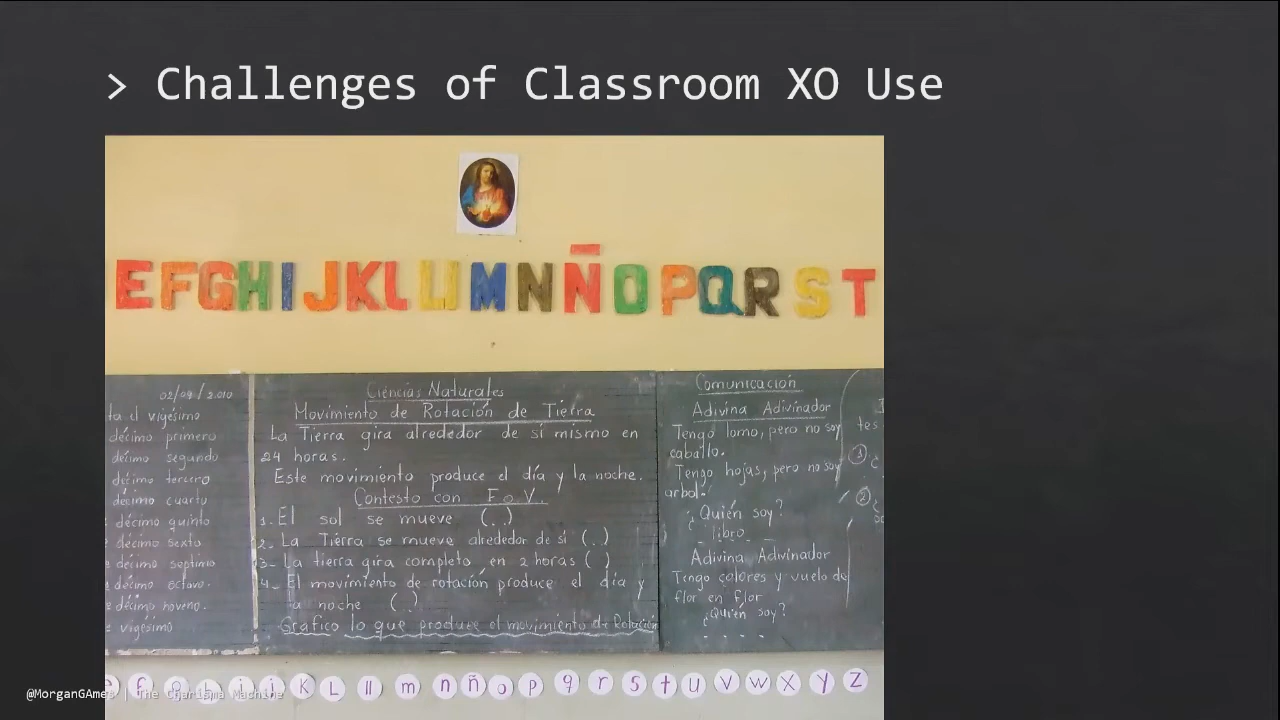 > Challenges of Classroom XO Use
E F G H I J K L LL M N Ñ O P Q R S T
02/09/2.010
vigésimo
décimo primero
décimo segundo
décimo tercero
décimo cuarto
décimo quinto
décimo sexto
décimo septimo
décimo octavo.
décimo noveno.
vigésimo
Ciencias Naturales
Movimiento de Rotación de Tierra
La Tierra gira alrededor de sí mismo en
24 horas.
Este movimiento produce el día y la noche.
Contesto con F o V.
1. El sol se mueve (..)
2- La Tierra se mueve alrededor de sí (..)
3- La tierra gira completo en 2 horas ( )
4- El movimiento de rotación produce el día y
la noche (..)
Grafico lo que produce el movimiento de Rotación
Comunicación
Adivina Adivinador
Tengo lomo, pero no soy
caballo.
Tengo hojas, pero no soy
arbol.
¿Quién soy?
libro
Adivina Adivinador
Tengo colores y vuelo de
flor en flor
¿Quién soy?
1
2
e f g h i j K L ll m n ñ o p q r s t u v w x y z
@MorganGAmes | The Charisma Machine